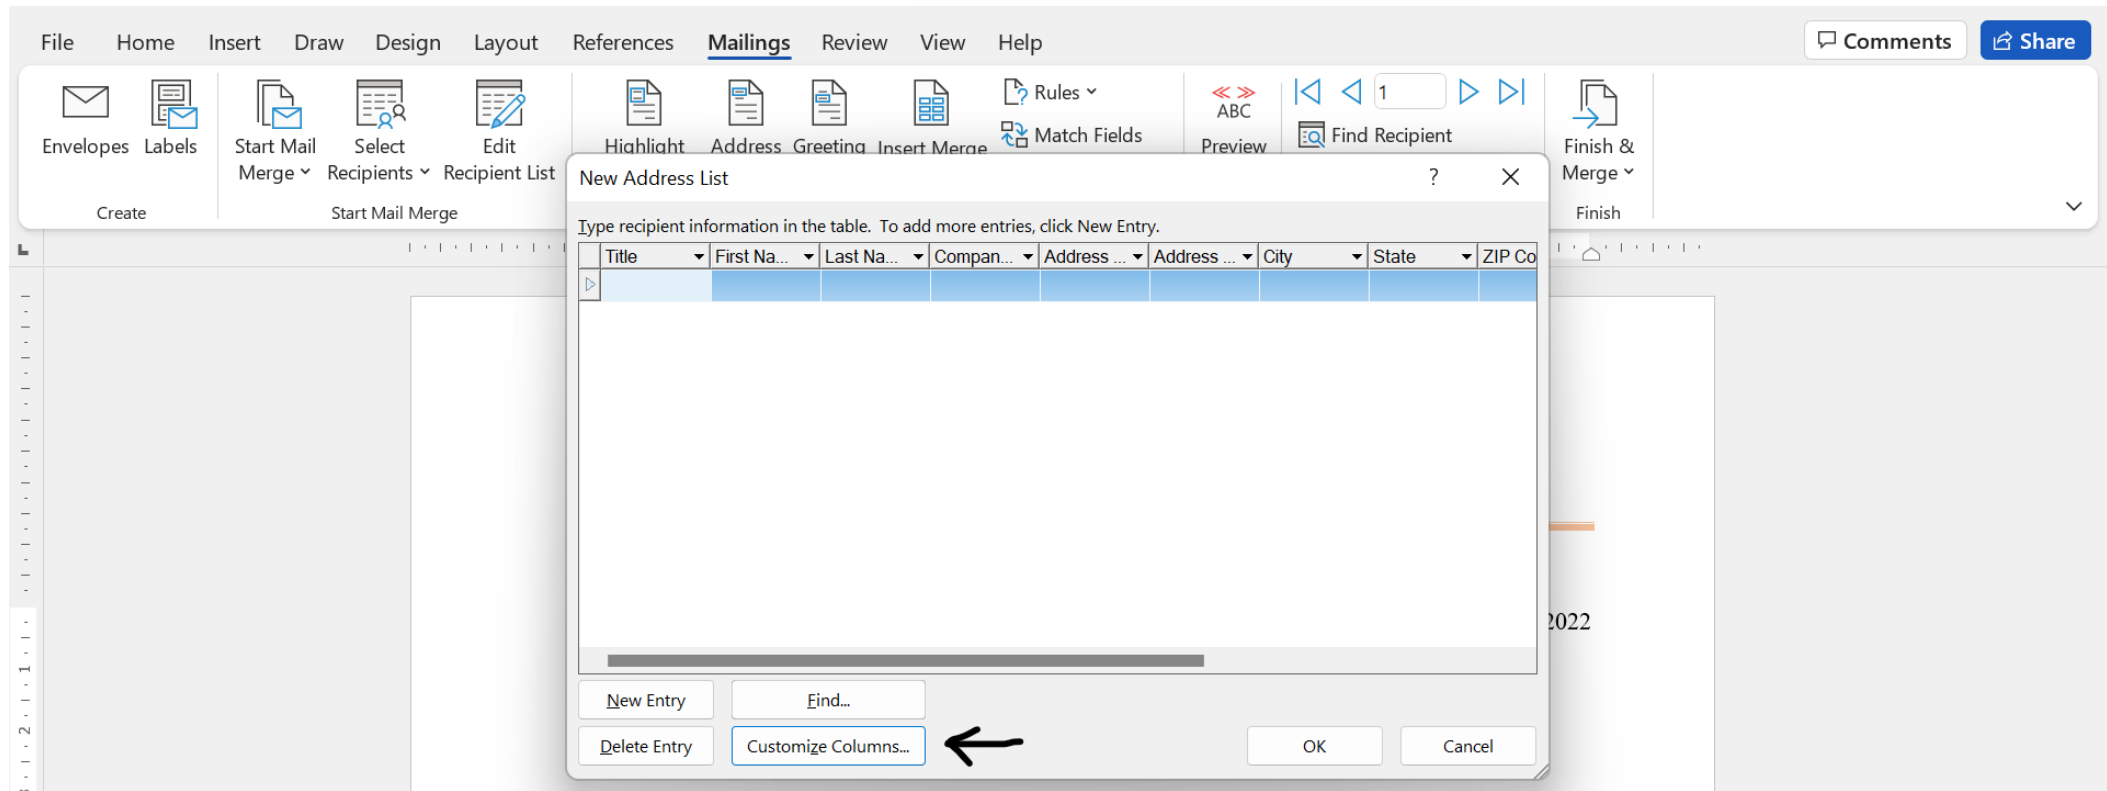 File Home Insert Draw Design Layout References Mailings Review View Help Comments Share
Envelopes Labels Start Mail Merge Select Recipients Edit Recipient List Highlight Address Greeting Insert Merge Rules Match Fields ABC Preview 1 Find Recipient Finish & Merge
Create Start Mail Merge Finish
New Address List ? 
Type recipient information in the table. To add more entries, click New Entry.
Title First Na... Last Na... Compan... Address ... Address ... City State ZIP Co
2022
1
2
New Entry Find...
Delete Entry Customize Columns... OK Cancel